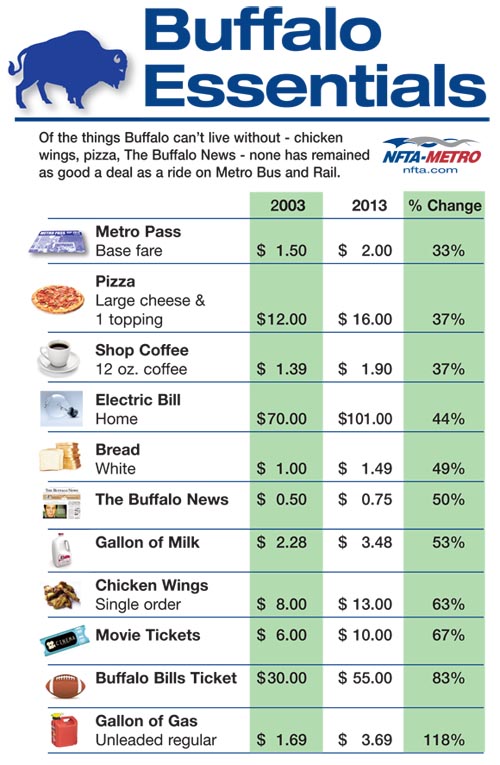 Buffalo
Essentials
Of the things Buffalo can't live without - chicken
wings, pizza, The Buffalo News - none has remained
as good a deal as a ride on Metro Bus and Rail.
NFTA-METRO
nfta.com
2003 2013 % Change
Metro Pass
Base fare $ 1.50 $ 2.00 33%
Pizza
Large cheese &
1 topping $12.00 $ 16.00 37%
Shop Coffee
12 oz. coffee $ 1.39 $ 1.90 37%
Electric Bill
Home $70.00 $101.00 44%
Bread
White $ 1.00 $ 1.49 49%
The Buffalo News $ 0.50 $ 0.75 50%
Gallon of Milk $ 2.28 $ 3.48 53%
Chicken Wings
Single order $ 8.00 $ 13.00 63%
Movie Tickets $ 6.00 $ 10.00 67%
CINEMA
Buffalo Bills Ticket $30.00 $ 55.00 83%
Gallon of Gas
Unleaded regular $ 1.69 $ 3.69 118%